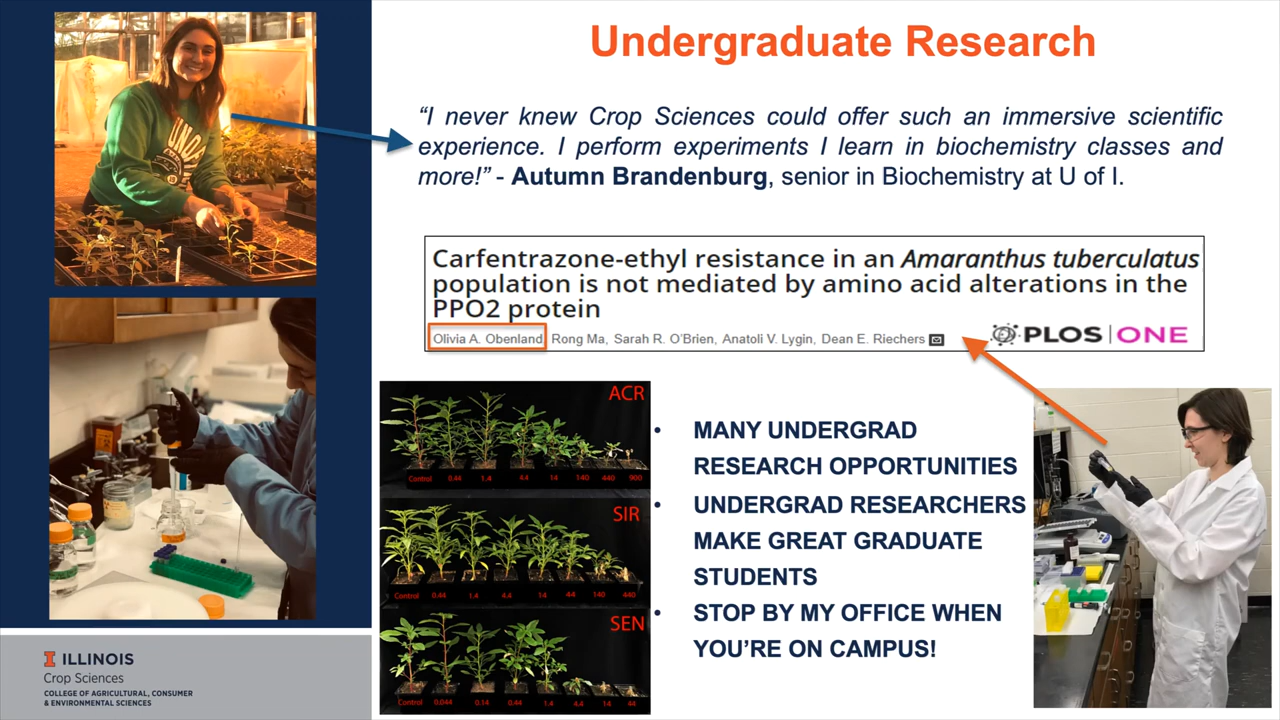 Undergraduate Research
“I never knew Crop Sciences could offer such an immersive scientific
experience. I perform experiments I learn in biochemistry classes and
more!” - Autumn Brandenburg, senior in Biochemistry at U of I.
Carfentrazone-ethyl resistance in an Amaranthus tuberculatus
population is not mediated by amino acid alterations in the
PPO2 protein
Olivia A. Obenland, Rong Ma, Sarah R. O’Brien, Anatoli V. Lygin, Dean E. Riechers
PLOS ONE
ACR
Control 0.44 1.4 4.4 14 140 440 900
SIR
Control 0.44 1.4 4.4 14 44 140 440
SEN
Control 0.044 0.14 0.44 1.4 4.4 14 44
• MANY UNDERGRAD
RESEARCH OPPORTUNITIES
• UNDERGRAD RESEARCHERS
MAKE GREAT GRADUATE
STUDENTS
• STOP BY MY OFFICE WHEN
YOU’RE ON CAMPUS!
I ILLINOIS
Crop Sciences
COLLEGE OF AGRICULTURAL, CONSUMER
& ENVIRONMENTAL SCIENCES